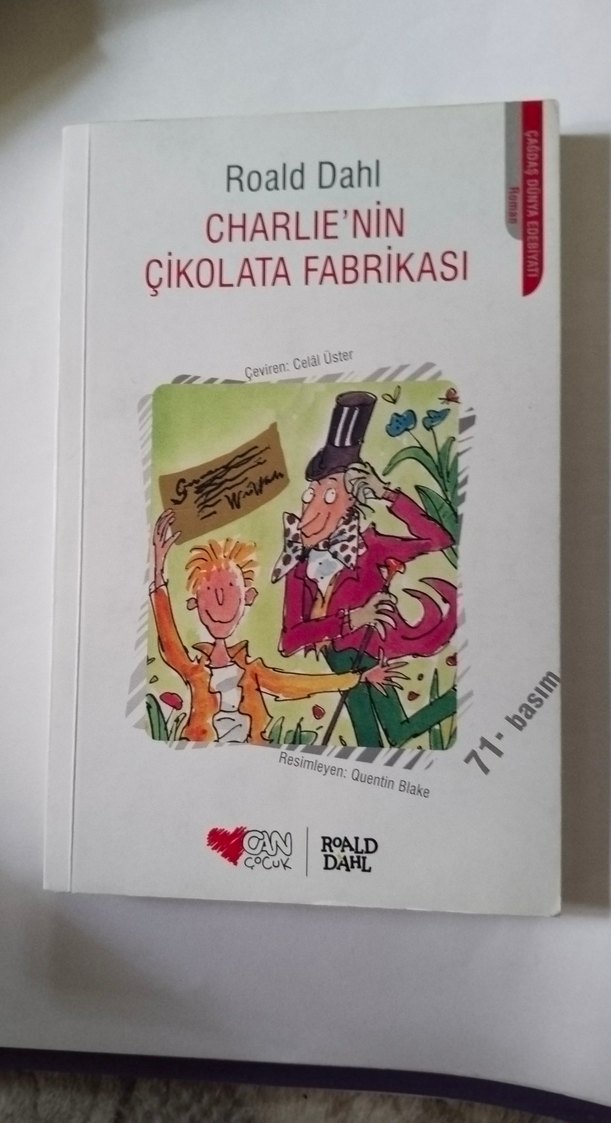 Roald Dahl
CHARLIE'NİN
ÇİKOLATA FABRİKASI
ÇAĞDAŞ DÜNYA EDEBİYATI
Roman
Çeviren: Celâl Üster
Resimleyen: Quentin Blake
71. basım
CAN
ÇOCUK
ROALD
DAHL